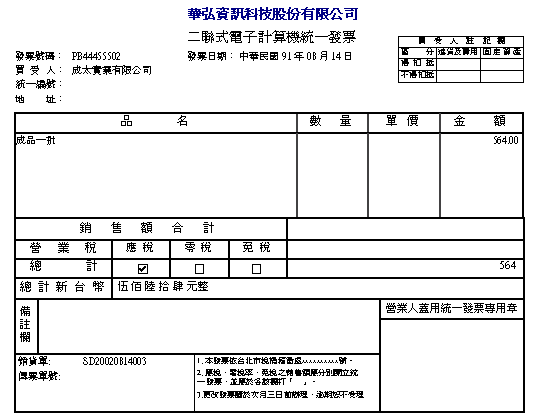 華弘資訊科技股份有限公司
二聯式電子計算機統一發票
發票號碼： PB44455502
發票日期： 中華民國 91 年 08 月 14 日
買受人： 成太實業有限公司
統一編號：
地 址：
買 受 人 註 記 欄
區 分 進貨及費用 固定資產
得扣抵
不得扣抵
品 名 數 量 單 價 金 額
成品一批 564.00
銷 售 額 合 計
營 業 稅 應 稅 零 稅 免 稅
總 計 564
總 計 新 台 幣 伍佰陸拾肆元整
備註欄
營業人蓋用統一發票專用章
領貨單: SD20020814003
傳票單號:
1. 本發票依台北市稅捐稽徵處xxxxxxxxxx號。
2. 應稅、零稅率、免稅之銷售額應分別開立統
一發票，並應於各該欄打「 」。
3.更改發票請於次月三日前辦理，逾期恕不受理